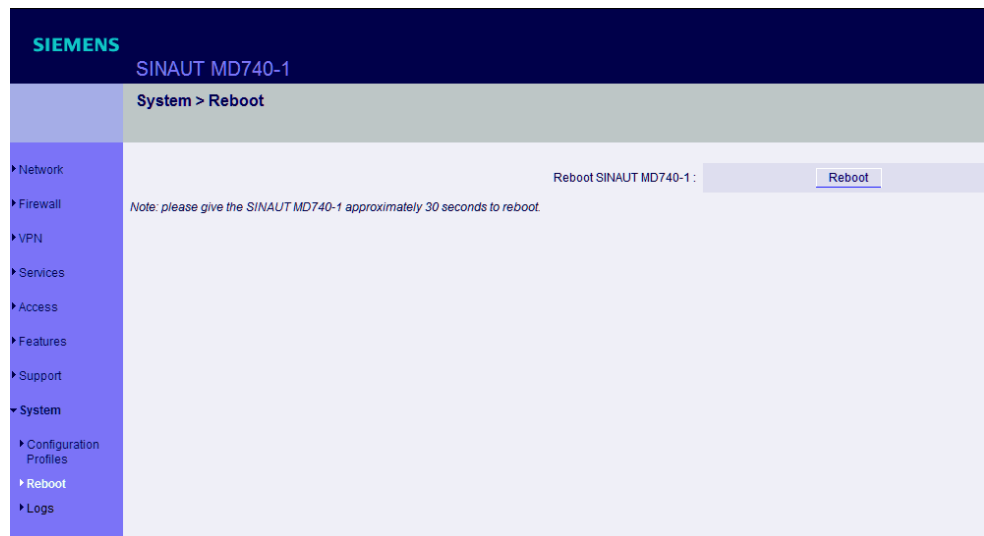 SIEMENS
SINAUT MD740-1
System > Reboot
Network
Firewall
VPN
Services
Access
Features
Support
System
Configuration
Profiles
Reboot
Logs
Reboot SINAUT MD740-1 :
Reboot
Note: please give the SINAUT MD740-1 approximately 30 seconds to reboot.